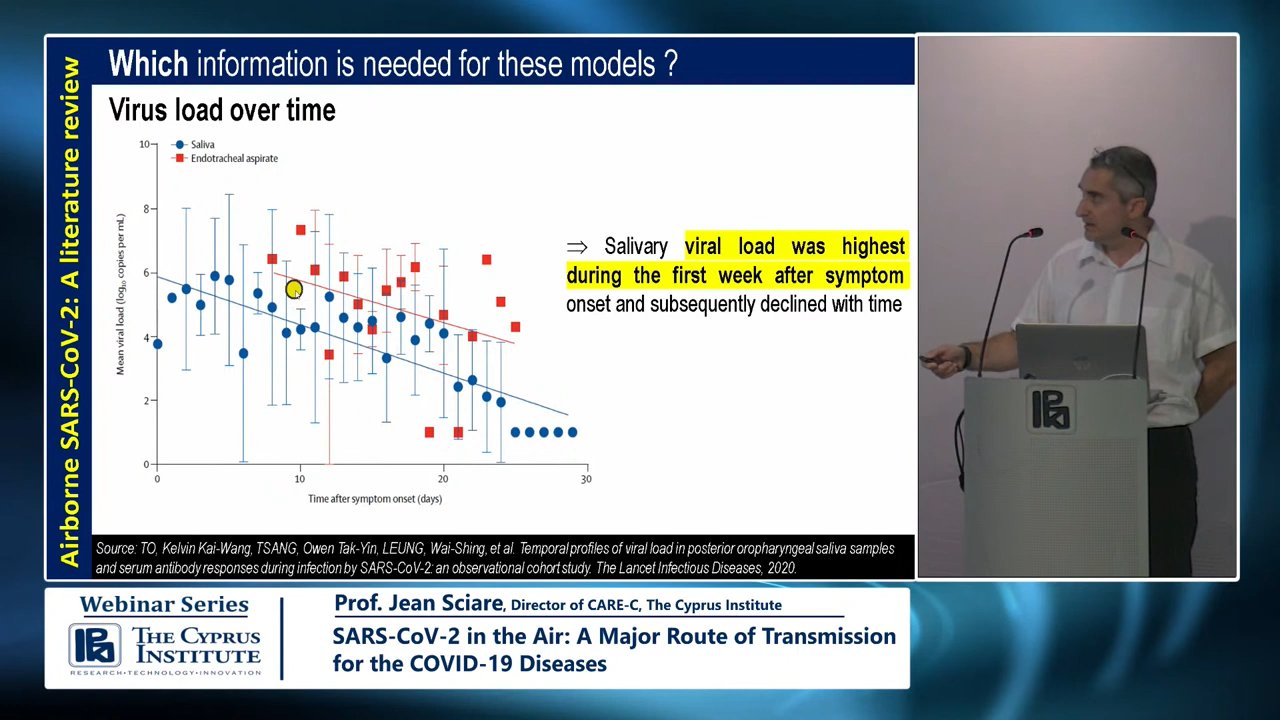 Airborne SARS-CoV-2: A literature review
Which information is needed for these models ?
Virus load over time
Saliva
Endotracheal aspirate
Mean viral load (log₁₀ copies per mL)
10
8
6
4
2
0
0
10
20
30
Time after symptom onset (days)
⇒ Salivary viral load was highest
during the first week after symptom
onset and subsequently declined with time
Source: TO, Kelvin Kai-Wang, TSANG, Owen Tak-Yin, LEUNG, Wai-Shing, et al. Temporal profiles of viral load in posterior oropharyngeal saliva samples
and serum antibody responses during infection by SARS-CoV-2: an observational cohort study. The Lancet Infectious Diseases, 2020.
Webinar Series
THE CYPRUS
INSTITUTE
RESEARCH•TECHNOLOGY•INNOVATION
Prof. Jean Sciare, Director of CARE-C, The Cyprus Institute
SARS-CoV-2 in the Air: A Major Route of Transmission
for the COVID-19 Diseases